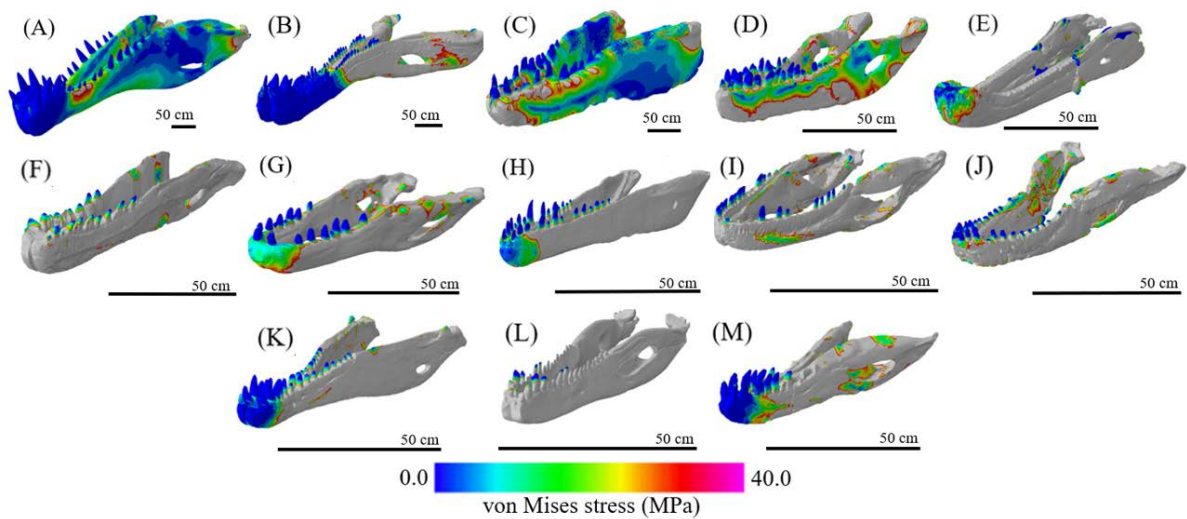 (A) (B) (C) (D) (E)
50 cm 50 cm 50 cm 50 cm 50 cm
(F) (G) (H) (I) (J)
50 cm 50 cm 50 cm 50 cm 50 cm
(K) (L) (M)
50 cm 50 cm 50 cm
0.0 40.0
von Mises stress (MPa)